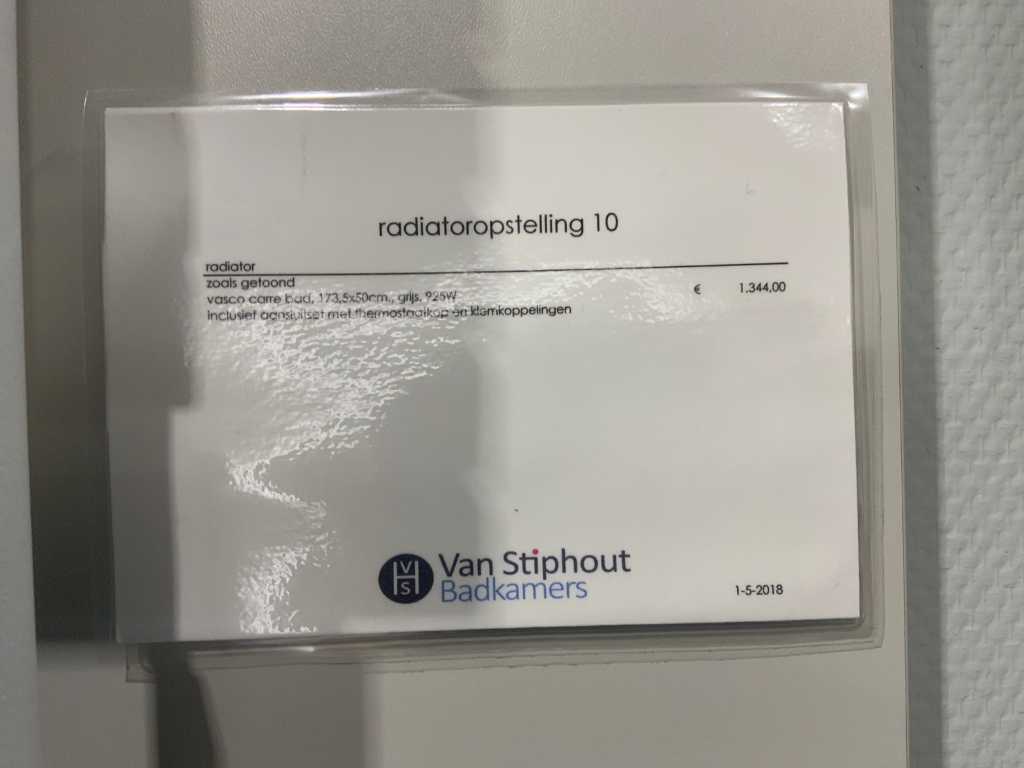 radiatoropstelling 10
radiator
zoals getoond
vasco carre bad, 173,5x50cm., grijs, 925W € 1.344,00
inclusief aansluitset met thermostaatkop en klemkoppelingen
VHS
Van Stiphout
Badkamers
1-5-2018